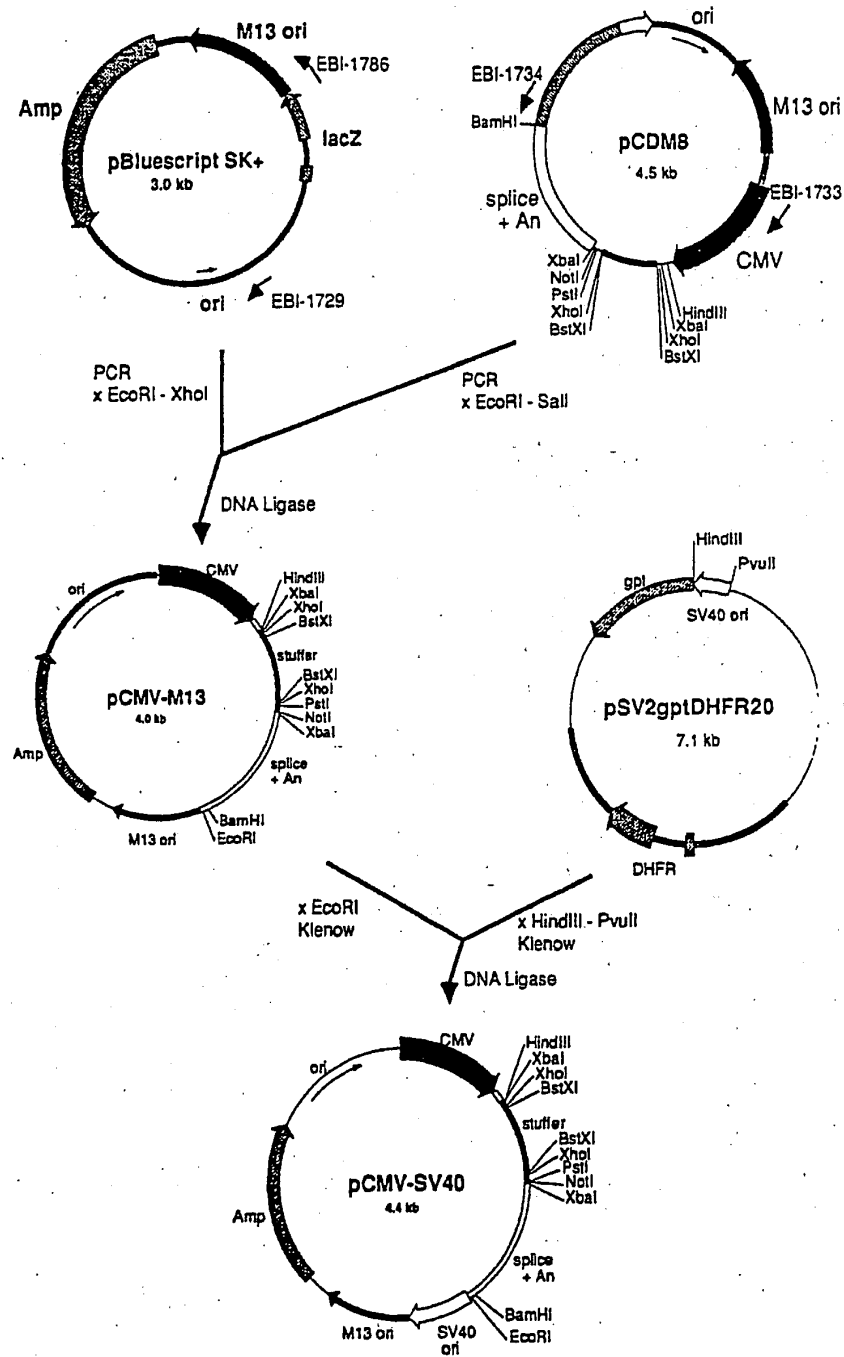 M13 ori
EBI-1786
Amp
lacZ
pBluescript SK+
3.0 kb
ori
EBI-1729
ori
EBI-1734
BamHI
M13 ori
pCDM8
4.5 kb
EBI-1733
splice
+ An
CMV
XbaI
NotI
PstI
XhoI
BstXI
HindIII
XbaI
XhoI
BstXI
PCR
x EcoRI - XhoI
PCR
x EcoRI - SalI
DNA Ligase
ori
CMV
HindIII
XbaI
XhoI
BstXI
stuffer
BstXI
XhoI
PstI
NotI
XbaI
pCMV-M13
4.0 kb
Amp
splice
+ An
BamHI
EcoRI
M13 ori
HindIII
PvuII
gpt
SV40 ori
pSV2gptDHFR20
7.1 kb
DHFR
x EcoRI
Klenow
x HindIII - PvuII
Klenow
DNA Ligase
ori
CMV
HindIII
XbaI
XhoI
BstXI
stuffer
BstXI
XhoI
PstI
NotI
XbaI
pCMV-SV40
4.4 kb
Amp
splice
+ An
BamHI
EcoRI
M13 ori
SV40
ori